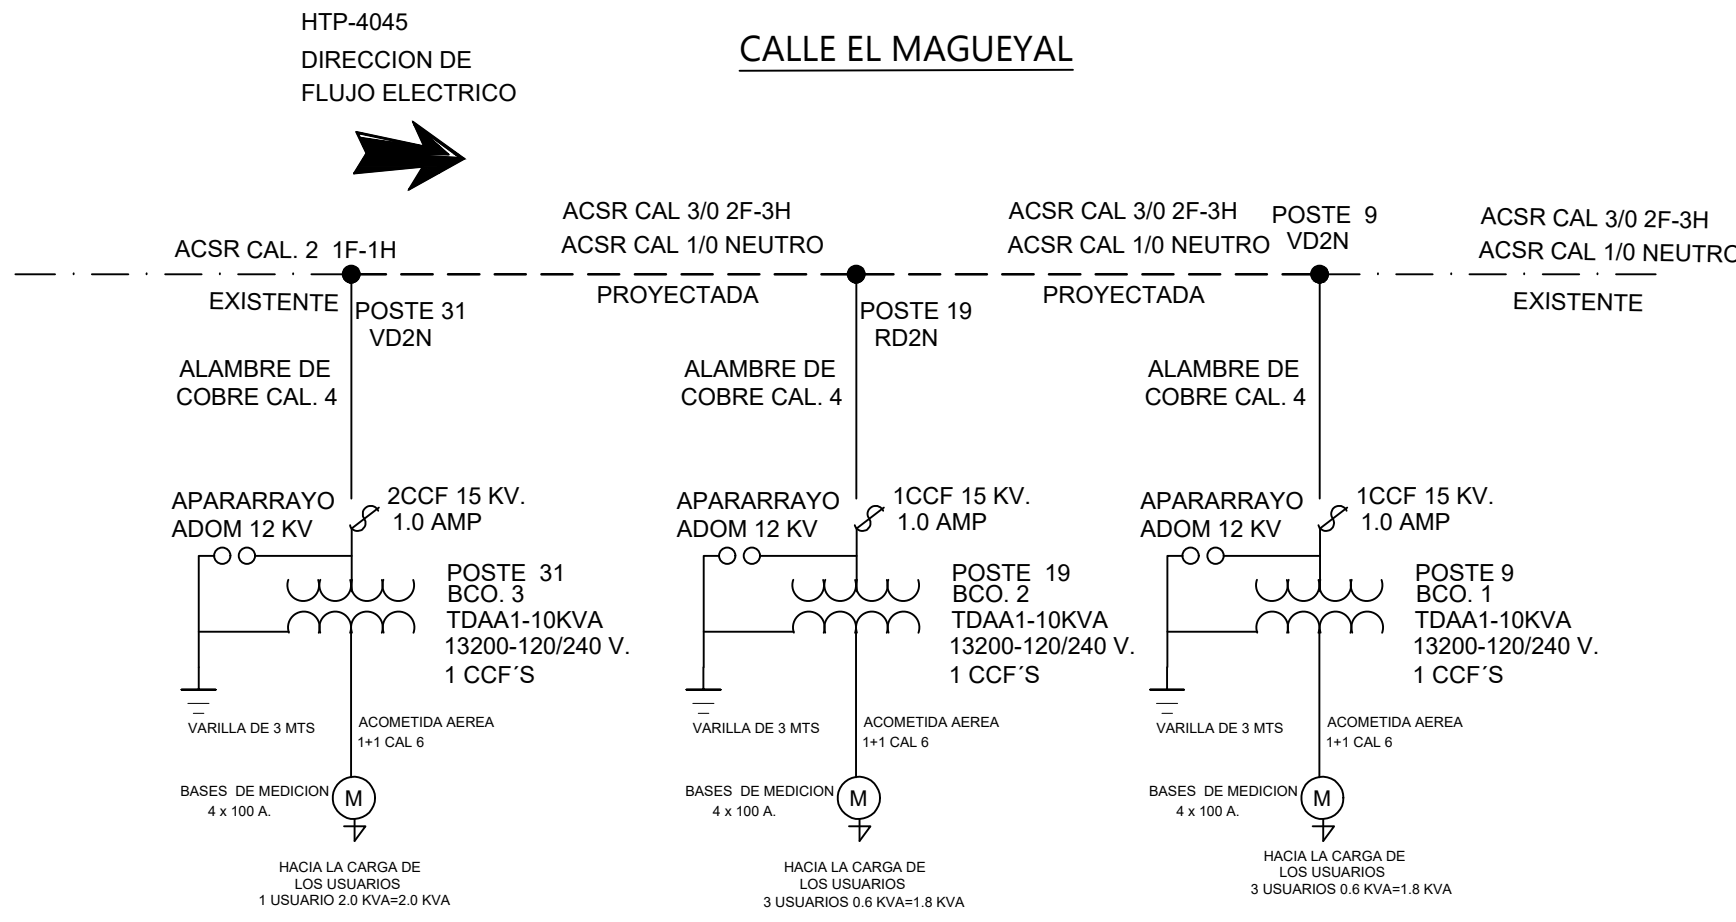 HTP-4045
DIRECCION DE
FLUJO ELECTRICO
CALLE EL MAGUEYAL
ACSR CAL. 2 1F-1H
EXISTENTE
ACSR CAL 3/0 2F-3H
ACSR CAL 1/0 NEUTRO
PROYECTADA
ACSR CAL 3/0 2F-3H
ACSR CAL 1/0 NEUTRO
PROYECTADA
POSTE 9
VD2N
ACSR CAL 3/0 2F-3H
ACSR CAL 1/0 NEUTRO
EXISTENTE
POSTE 31
VD2N
ALAMBRE DE
COBRE CAL. 4
APARARRAYO
ADOM 12 KV
2CCF 15 KV.
1.0 AMP
POSTE 31
BCO. 3
TDAA1-10KVA
13200-120/240 V.
1 CCF´S
VARILLA DE 3 MTS
ACOMETIDA AEREA
1+1 CAL 6
BASES DE MEDICION
4 x 100 A.
M
HACIA LA CARGA DE
LOS USUARIOS
1 USUARIO 2.0 KVA=2.0 KVA
POSTE 19
RD2N
ALAMBRE DE
COBRE CAL. 4
APARARRAYO
ADOM 12 KV
1CCF 15 KV.
1.0 AMP
POSTE 19
BCO. 2
TDAA1-10KVA
13200-120/240 V.
1 CCF´S
VARILLA DE 3 MTS
ACOMETIDA AEREA
1+1 CAL 6
BASES DE MEDICION
4 x 100 A.
M
HACIA LA CARGA DE
LOS USUARIOS
3 USUARIOS 0.6 KVA=1.8 KVA
ALAMBRE DE
COBRE CAL. 4
APARARRAYO
ADOM 12 KV
1CCF 15 KV.
1.0 AMP
POSTE 9
BCO. 1
TDAA1-10KVA
13200-120/240 V.
1 CCF´S
VARILLA DE 3 MTS
ACOMETIDA AEREA
1+1 CAL 6
BASES DE MEDICION
4 x 100 A.
M
HACIA LA CARGA DE
LOS USUARIOS
3 USUARIOS 0.6 KVA=1.8 KVA